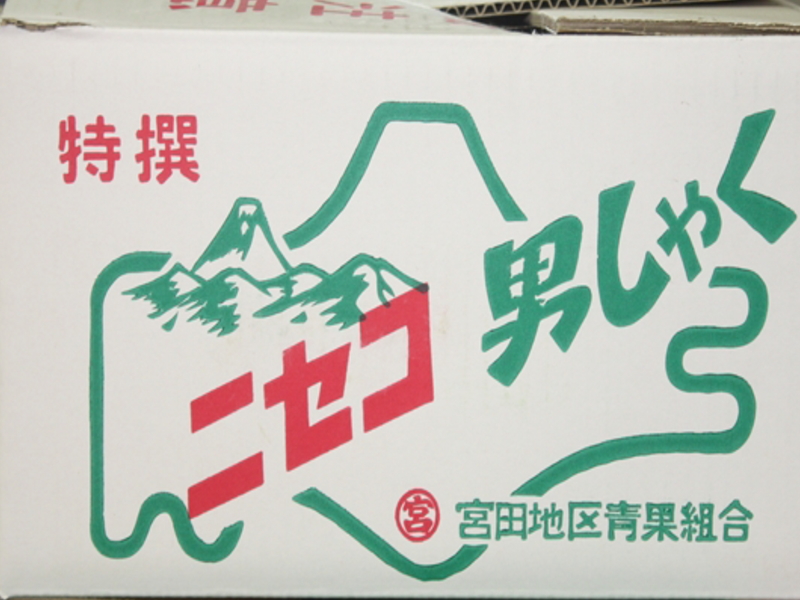 特撰
男しゃく
ニセコ
宮 宮田地区青果組合